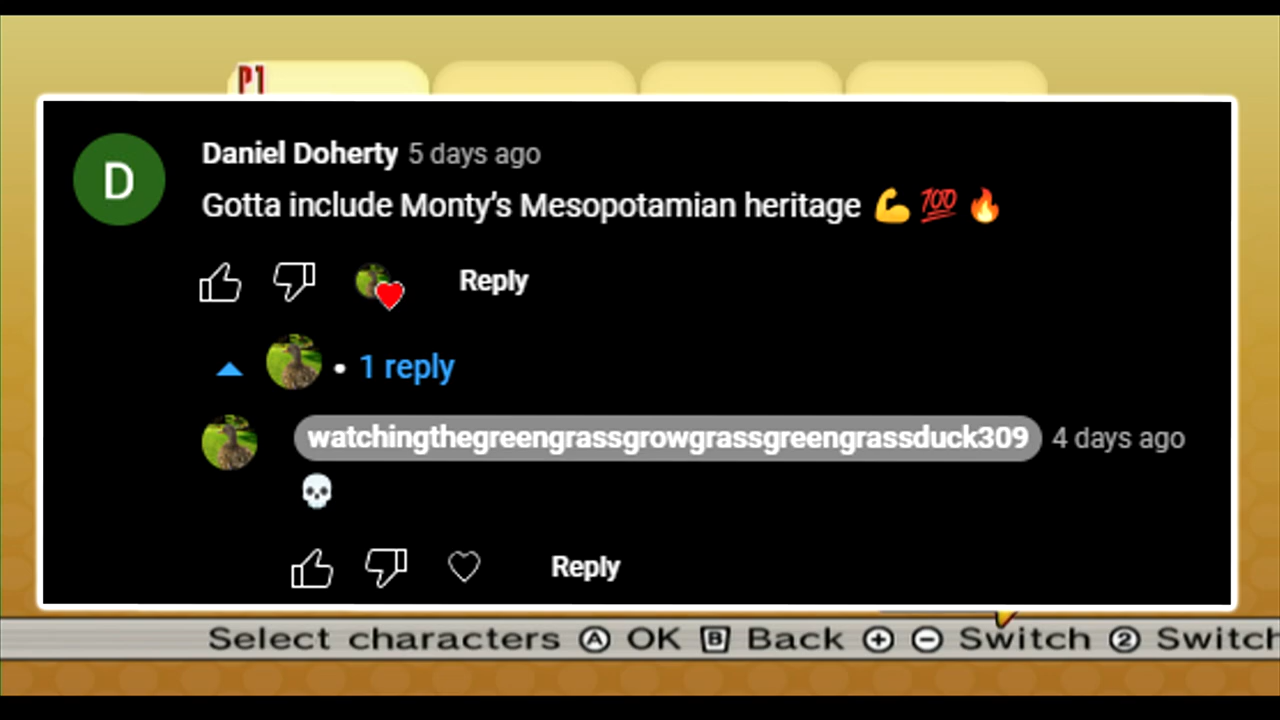 P1
Daniel Doherty 5 days ago
Gotta include Monty’s Mesopotamian heritage 💪 💯 🔥
Reply
D
1 reply
watchingthegreengrassgrowgrassgreengrassduck309 4 days ago
💀
Reply
Select characters Ⓐ OK 🄱 Back ⊕ ⊖ Switch ② Switch